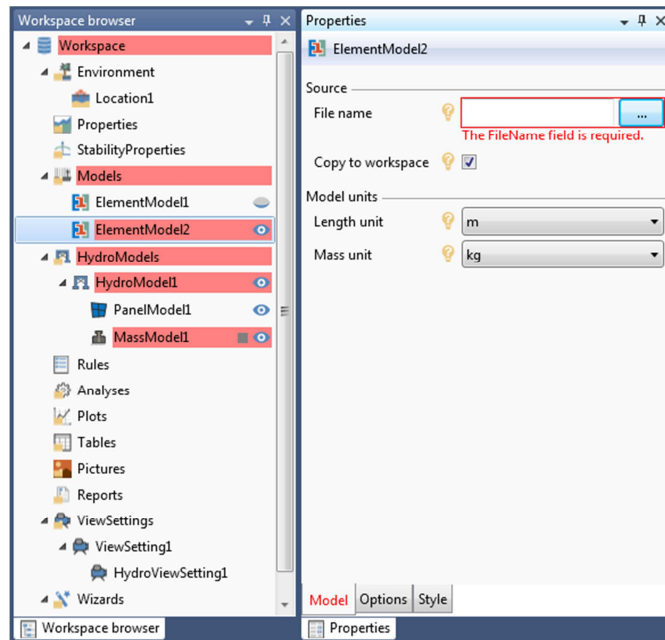 Workspace browser
Workspace
Environment
Location1
Properties
StabilityProperties
Models
ElementModel1
ElementModel2
HydroModels
HydroModel1
PanelModel1
MassModel1
Rules
Analyses
Plots
Tables
Pictures
Reports
ViewSettings
ViewSetting1
HydroViewSetting1
Wizards
Workspace browser
Properties
ElementModel2
Source
File name
...
The FileName field is required.
Copy to workspace
Model units
Length unit
m
Mass unit
kg
Model Options Style
Properties